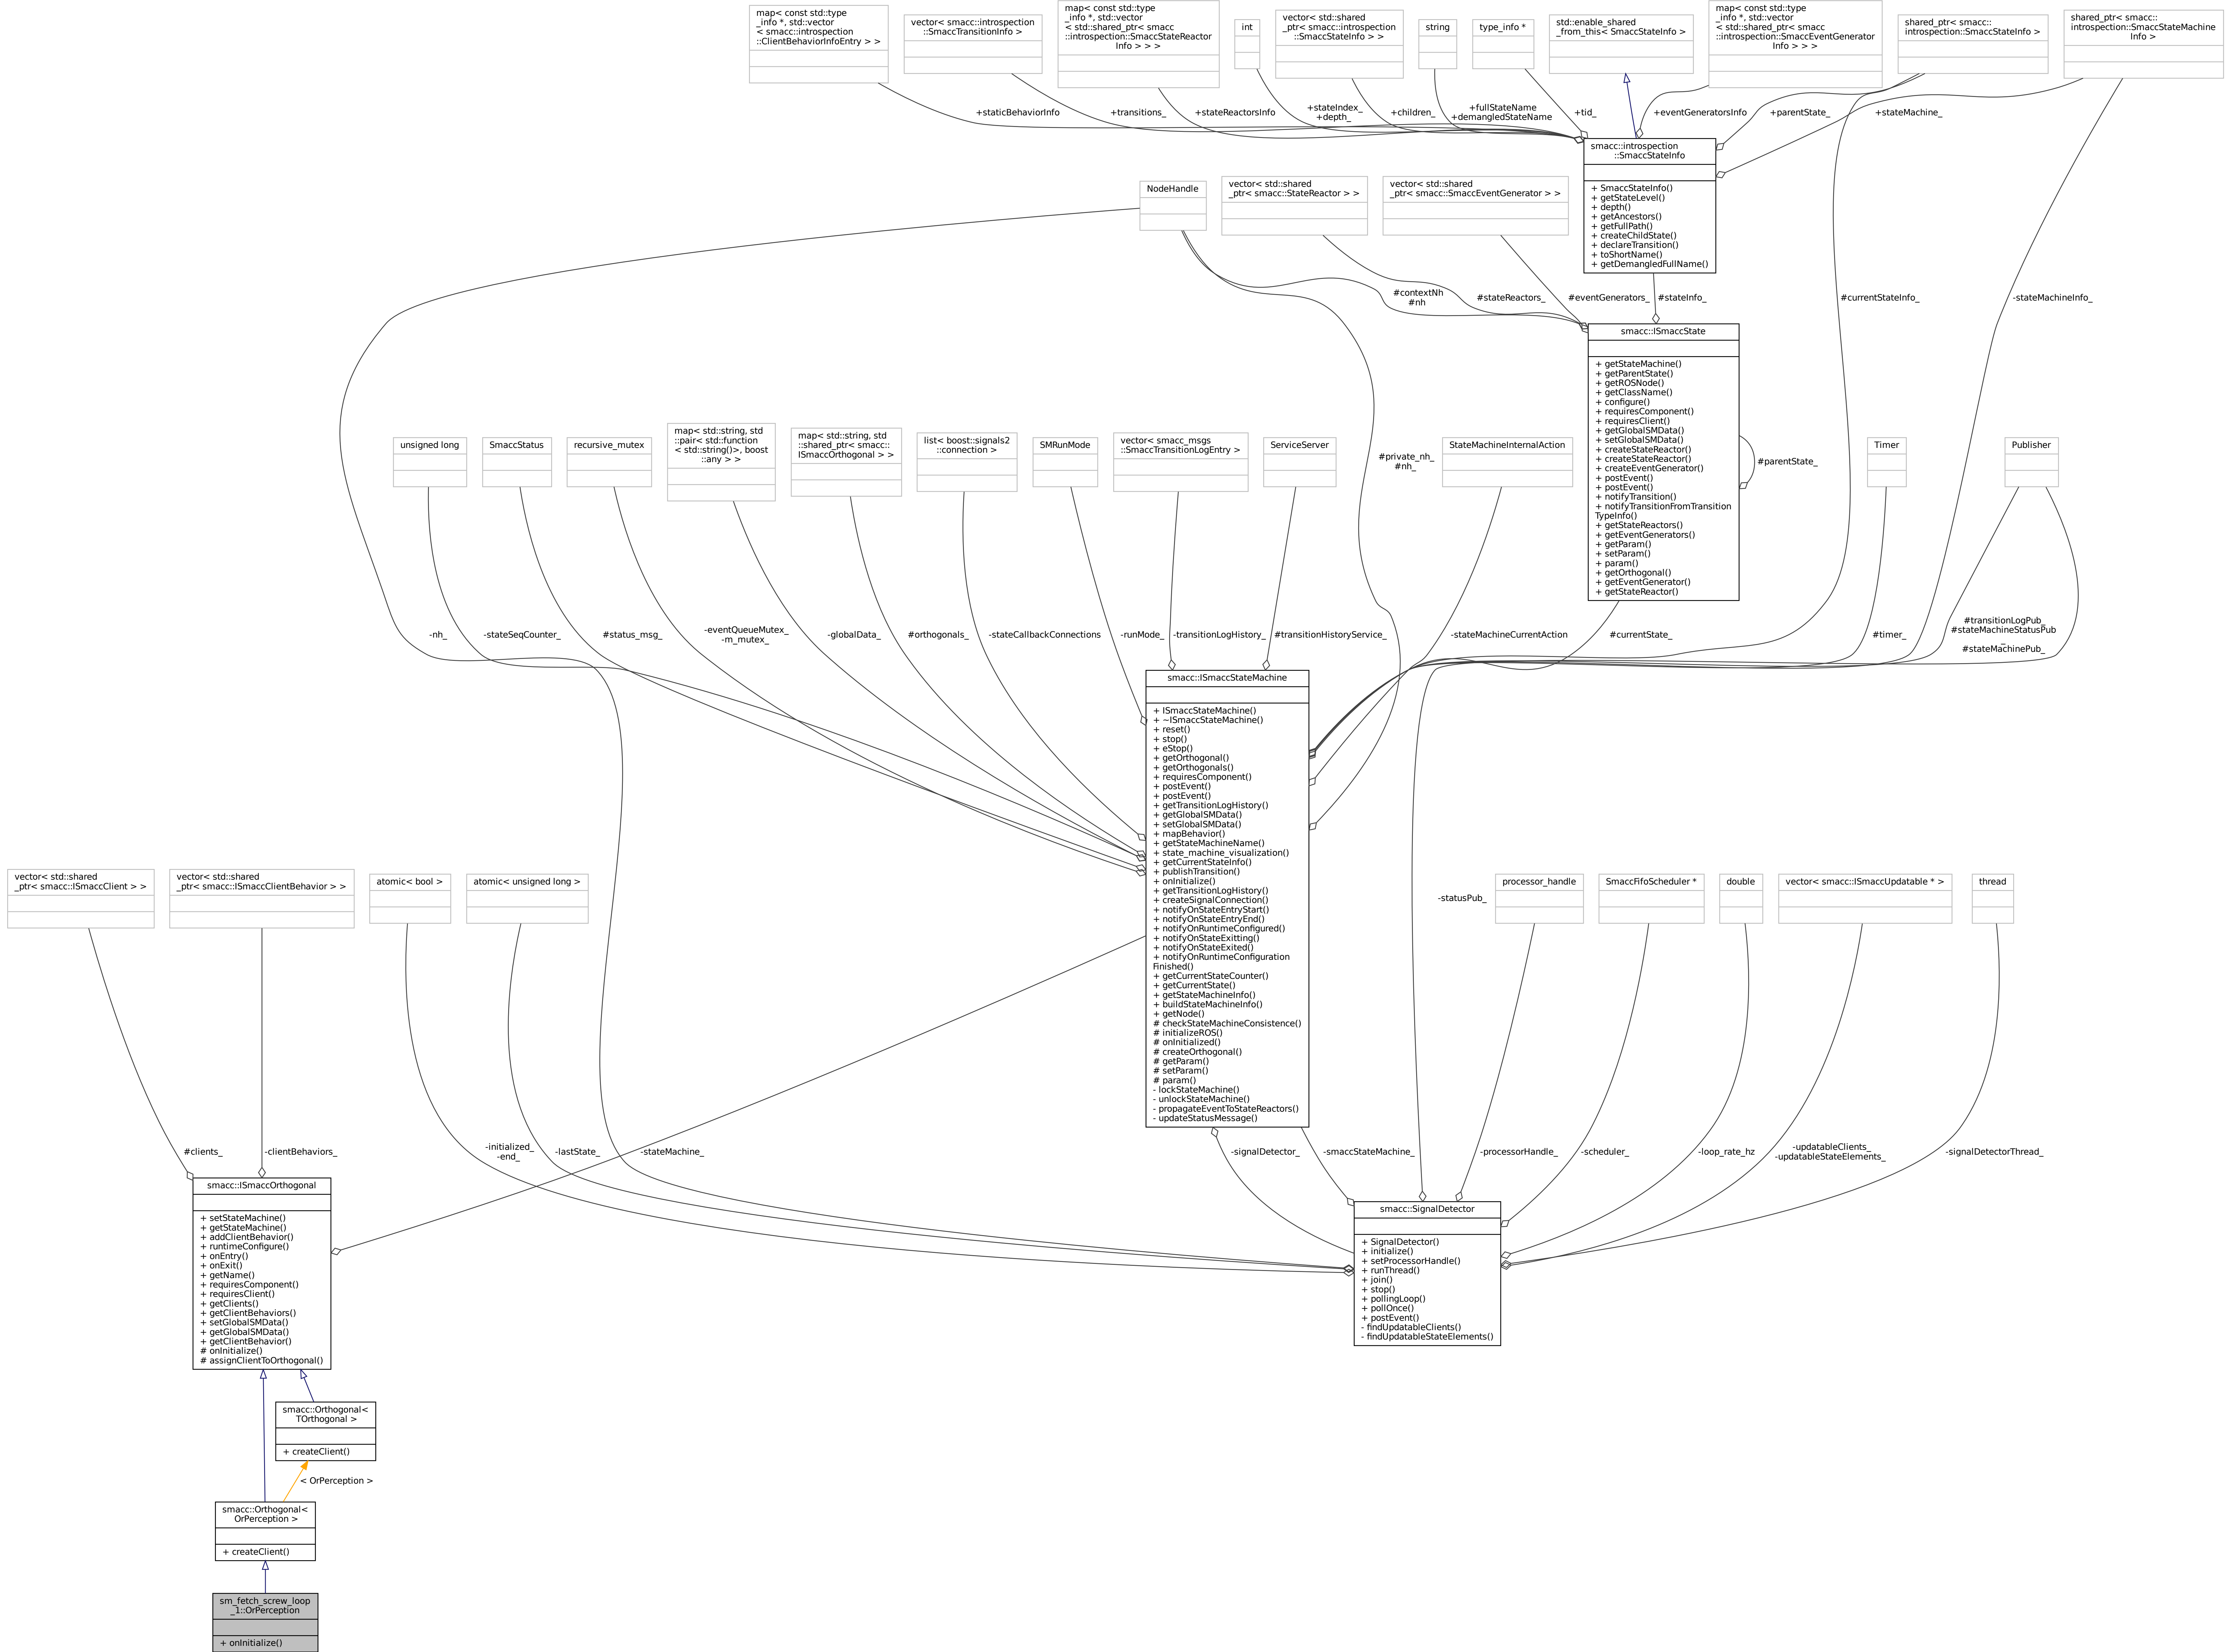 map< const std::type
_info *, std::vector
< smacc::introspection
::ClientBehaviorInfoEntry > >
vector< smacc::introspection
::SmaccTransitionInfo >
map< const std::type
_info *, std::vector
< std::shared_ptr< smacc
::introspection::SmaccStateReactor
Info > > >
int
vector< std::shared
_ptr< smacc::introspection
::SmaccStateInfo > >
string
type_info *
std::enable_shared
_from_this< SmaccStateInfo >
map< const std::type
_info *, std::vector
< std::shared_ptr< smacc
::introspection::SmaccEventGenerator
Info > > >
shared_ptr< smacc::
introspection::SmaccStateInfo >
shared_ptr< smacc::
introspection::SmaccStateMachine
Info >
+staticBehaviorInfo
+transitions_
+stateReactorsInfo
+stateIndex_
+depth_
+children_
+fullStateName
+demangledStateName
+tid_
+eventGeneratorsInfo
+parentState_
+stateMachine_
smacc::introspection
::SmaccStateInfo
+ SmaccStateInfo()
+ getStateLevel()
+ depth()
+ getAncestors()
+ getFullPath()
+ createChildState()
+ declareTransition()
+ toShortName()
+ getDemangledFullName()
NodeHandle
vector< std::shared
_ptr< smacc::StateReactor > >
vector< std::shared
_ptr< smacc::SmaccEventGenerator > >
#contextNh
#nh
#stateReactors_
#eventGenerators_
#stateInfo_
#currentStateInfo_
-stateMachineInfo_
smacc::ISmaccState
+ getStateMachine()
+ getParentState()
+ getROSNode()
+ getClassName()
+ configure()
+ requiresComponent()
+ requiresClient()
+ getGlobalSMData()
+ setGlobalSMData()
+ createStateReactor()
+ createStateReactor()
+ createEventGenerator()
+ postEvent()
+ postEvent()
+ notifyTransition()
+ notifyTransitionFromTransition
TypeInfo()
+ getStateReactors()
+ getEventGenerators()
+ getParam()
+ setParam()
+ param()
+ getOrthogonal()
+ getEventGenerator()
+ getStateReactor()
#parentState_
unsigned long
SmaccStatus
recursive_mutex
map< std::string, std
::pair< std::function
< std::string()>, boost
::any > >
map< std::string, std
::shared_ptr< smacc::
ISmaccOrthogonal > >
list< boost::signals2
::connection >
SMRunMode
vector< smacc_msgs
::SmaccTransitionLogEntry >
ServiceServer
#private_nh_
#nh_
StateMachineInternalAction
Timer
Publisher
-nh_
-stateSeqCounter_
#status_msg_
-eventQueueMutex_
-m_mutex_
-globalData_
#orthogonals_
-stateCallbackConnections
-runMode_
-transitionLogHistory_
#transitionHistoryService_
-stateMachineCurrentAction
#currentState_
#timer_
#transitionLogPub_
#stateMachineStatusPub
_
#stateMachinePub_
smacc::ISmaccStateMachine
+ ISmaccStateMachine()
+ ~ISmaccStateMachine()
+ reset()
+ stop()
+ eStop()
+ getOrthogonal()
+ getOrthogonals()
+ requiresComponent()
+ postEvent()
+ postEvent()
+ getTransitionLogHistory()
+ getGlobalSMData()
+ setGlobalSMData()
+ mapBehavior()
+ getStateMachineName()
+ state_machine_visualization()
+ getCurrentStateInfo()
+ publishTransition()
+ onInitialize()
+ getTransitionLogHistory()
+ createSignalConnection()
+ notifyOnStateEntryStart()
+ notifyOnStateEntryEnd()
+ notifyOnRuntimeConfigured()
+ notifyOnStateExitting()
+ notifyOnStateExited()
+ notifyOnRuntimeConfiguration
Finished()
+ getCurrentStateCounter()
+ getCurrentState()
+ getStateMachineInfo()
+ buildStateMachineInfo()
+ getNode()
# checkStateMachineConsistence()
# initializeROS()
# onInitialized()
# createOrthogonal()
# getParam()
# setParam()
# param()
- lockStateMachine()
- unlockStateMachine()
- propagateEventToStateReactors()
- updateStatusMessage()
vector< std::shared
_ptr< smacc::ISmaccClient > >
vector< std::shared
_ptr< smacc::ISmaccClientBehavior > >
atomic< bool >
atomic< unsigned long >
-statusPub_
processor_handle
SmaccFifoScheduler *
double
vector< smacc::ISmaccUpdatable * >
thread
#clients_
-clientBehaviors_
-initialized_
-end_
-lastState_
-stateMachine_
-signalDetector_
-smaccStateMachine_
-processorHandle_
-scheduler_
-loop_rate_hz
-updatableClients_
-updatableStateElements_
-signalDetectorThread_
smacc::ISmaccOrthogonal
+ setStateMachine()
+ getStateMachine()
+ addClientBehavior()
+ runtimeConfigure()
+ onEntry()
+ onExit()
+ getName()
+ requiresComponent()
+ requiresClient()
+ getClients()
+ getClientBehaviors()
+ setGlobalSMData()
+ getGlobalSMData()
+ getClientBehavior()
# onInitialize()
# assignClientToOrthogonal()
smacc::SignalDetector
+ SignalDetector()
+ initialize()
+ setProcessorHandle()
+ runThread()
+ join()
+ stop()
+ pollingLoop()
+ pollOnce()
+ postEvent()
- findUpdatableClients()
- findUpdatableStateElements()
smacc::Orthogonal<
TOrthogonal >
+ createClient()
< OrPerception >
smacc::Orthogonal<
OrPerception >
+ createClient()
sm_fetch_screw_loop
_1::OrPerception
+ onInitialize()